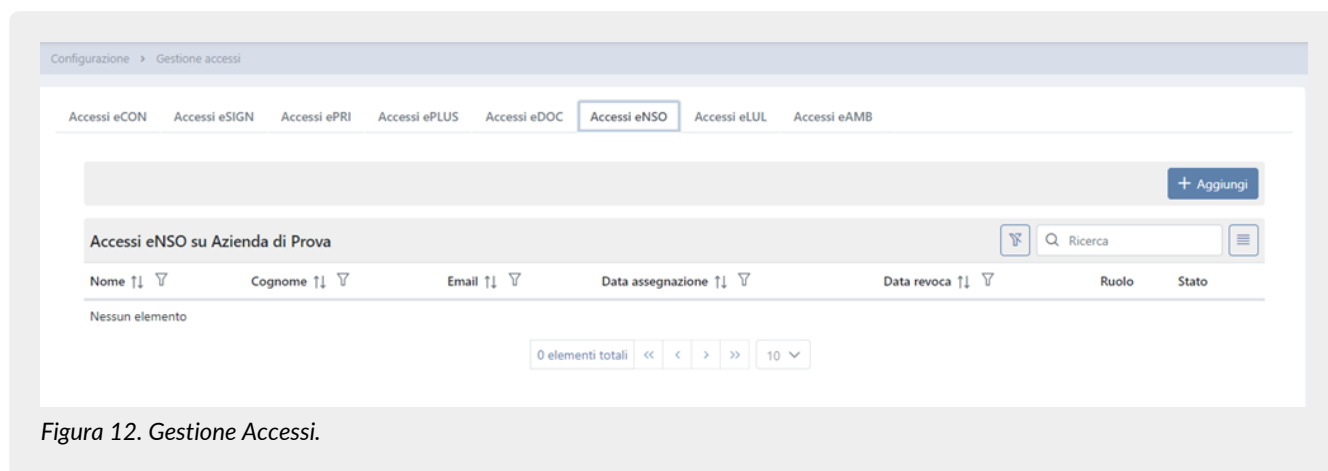 Configurazione > Gestione accessi
Accessi eCON Accessi eSIGN Accessi ePRI Accessi ePLUS Accessi eDOC Accessi eNSO Accessi eLUL Accessi eAMB
+ Aggiungi
Accessi eNSO su Azienda di Prova Ricerca
Nome Cognome Email Data assegnazione Data revoca Ruolo Stato
Nessun elemento
0 elementi totali << < > >> 10
Figura 12. Gestione Accessi.